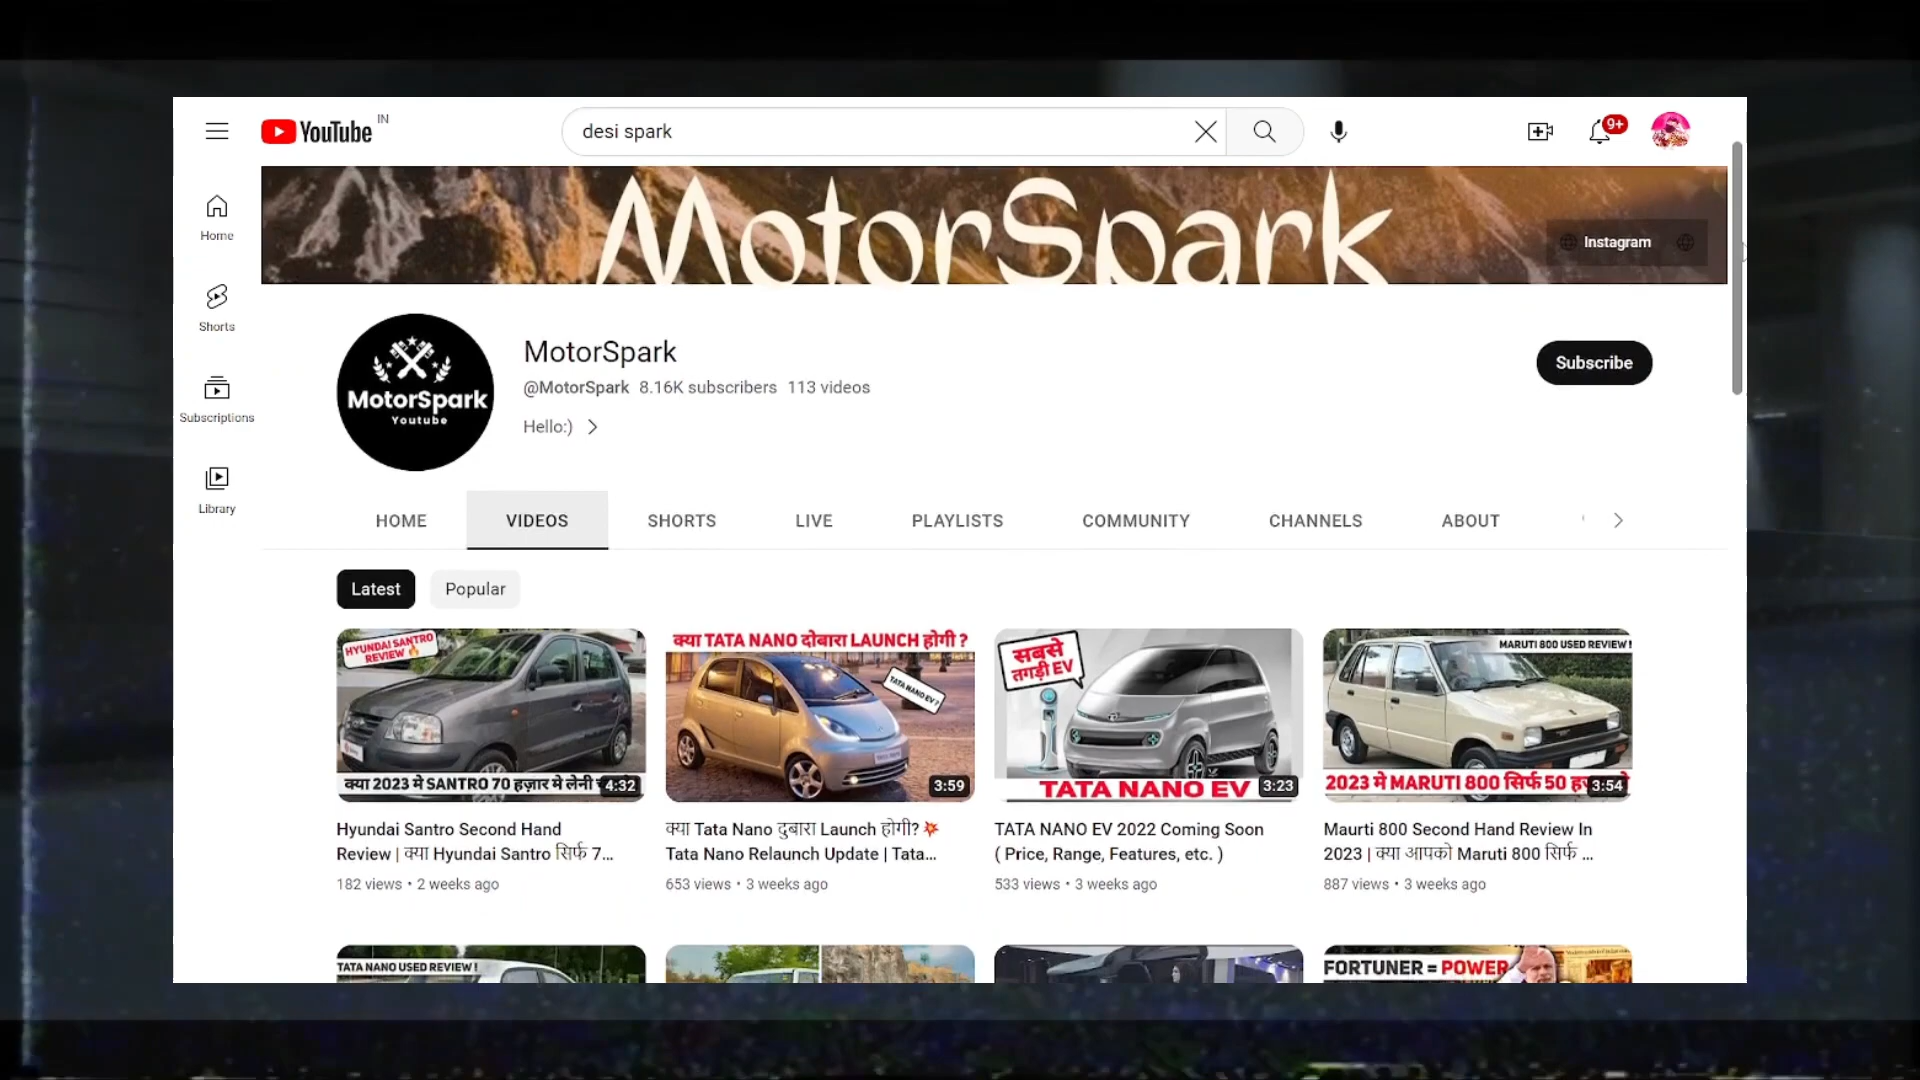 YouTube IN
desi spark
9+
Home
Shorts
Subscriptions
Library
MotorSpark
Instagram
MotorSpark
Youtube
MotorSpark
@MotorSpark 8.16K subscribers 113 videos
Hello:)
Subscribe
HOME VIDEOS SHORTS LIVE PLAYLISTS COMMUNITY CHANNELS ABOUT
Latest Popular
HYUNDAI SANTRO
REVIEW
क्या 2023 मे SANTRO 70 हज़ार मे लेनी
4:32
Hyundai Santro Second Hand
Review | क्या Hyundai Santro सिर्फ 7...
182 views • 2 weeks ago
क्या TATA NANO दोबारा LAUNCH होगी ?
TATA NANO EV ?
3:59
क्या Tata Nano दुबारा Launch होगी?💥
Tata Nano Relaunch Update | Tata...
653 views • 3 weeks ago
सबसे
तगड़ी EV
TATA NANO EV
3:23
TATA NANO EV 2022 Coming Soon
( Price, Range, Features, etc. )
533 views • 3 weeks ago
MARUTI 800 USED REVIEW !
2023 मे MARUTI 800 सिर्फ 50
3:54
Maurti 800 Second Hand Review In
2023 | क्या आपको Maruti 800 सिर्फ ...
887 views • 3 weeks ago
TATA NANO USED REVIEW !
FORTUNER = POWER